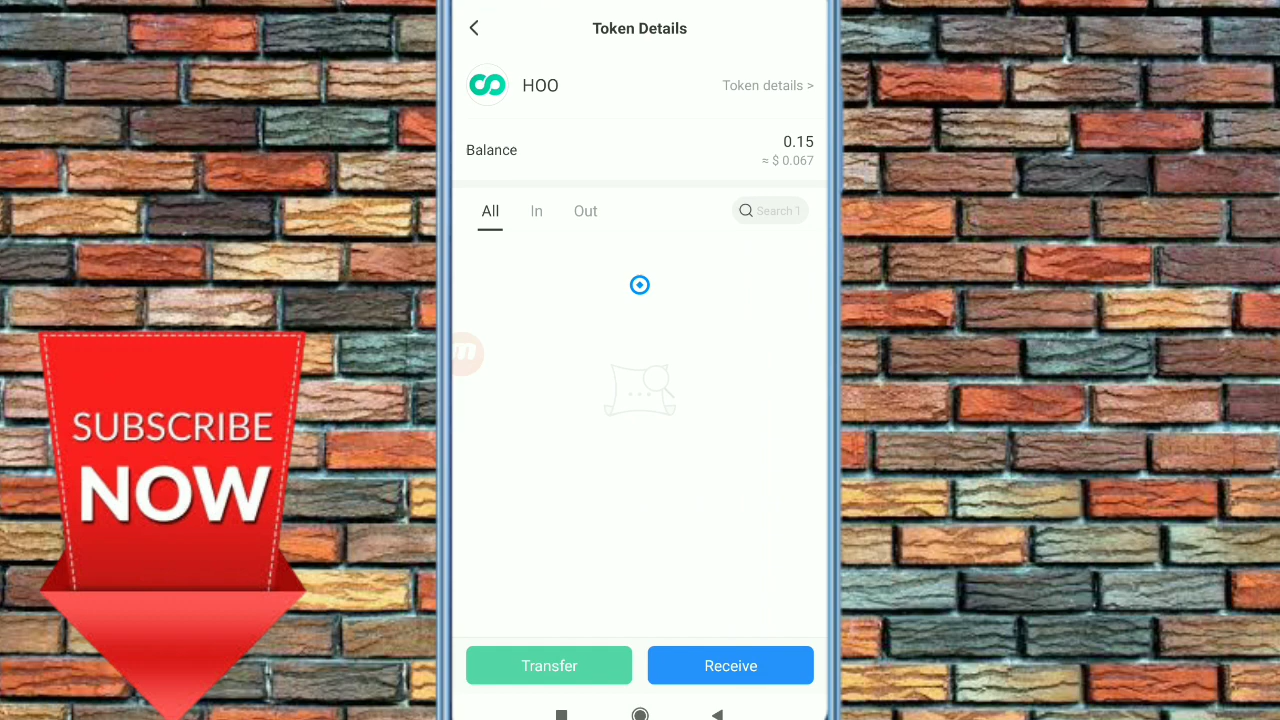 Token Details
HOO
Token details >
Balance
0.15
≈ $ 0.067
All In Out
Search T
SUBSCRIBE
NOW
Transfer
Receive